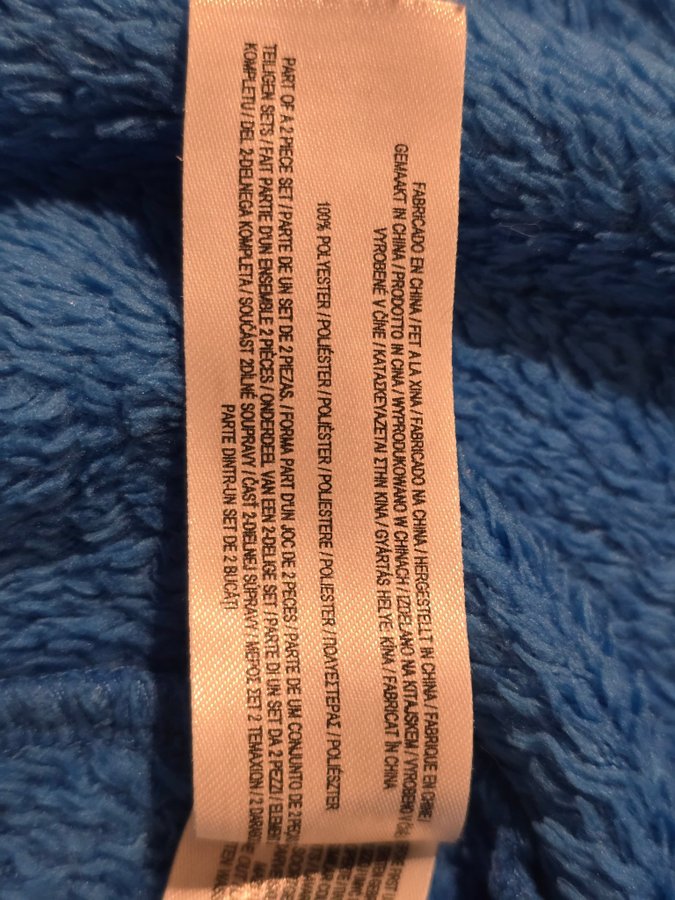 FABRICADO EN CHINA / FET A LA XINA / FABRICADO NA CHINA / HERGESTELLT IN CHINA / FABRIQUE EN CHINE /
GEMAAKT IN CHINA / PRODOTTO IN CINA / WYPRODUKOWANO W CHINACH / IZDELANO NA KITAJSKEM / VYROBENO V
VYROBENÉ V ČÍNE / ΚΑΤΑΣΚΕΥΑΖΕΤΑΙ ΣΤΗΝ ΚΙΝΑ / GYÁRTÁS HELYE: KÍNA / FABRICAT ÎN CHINA
100% POLYESTER / POLIÉSTER / POLIÈSTER / POLIESTERE / POLIESTER / ΠΟΛΥΕΣΤΕΡΑΣ / POLIÉSZTER
PART OF A 2 PIECE SET / PARTE DE UN SET DE 2 PIEZAS. / FORMA PART D'UN JOC DE 2 PECES / PARTE DE UM CONJUNTO DE 2
TEILIGEN SETS / FAIT PARTIE D'UN ENSEMBLE 2 PIÈCES / ONDERDEEL VAN EEN 2-DELIGE SET / PARTE DI UN SET DA 2 PEZZI /
KOMPLETU / DEL 2-DELNEGA KOMPLETA / SOUČÁST 2DÍLNÉ SOUPRAVY / ČASŤ 2-DIELNEJ SÚPRAVY / ΜΕΡΟΣ ΣΕΤ 2 ΤΕΜΑΧΙΩΝ / 2
PARTE DINTR-UN SET DE 2 BUCĂȚI